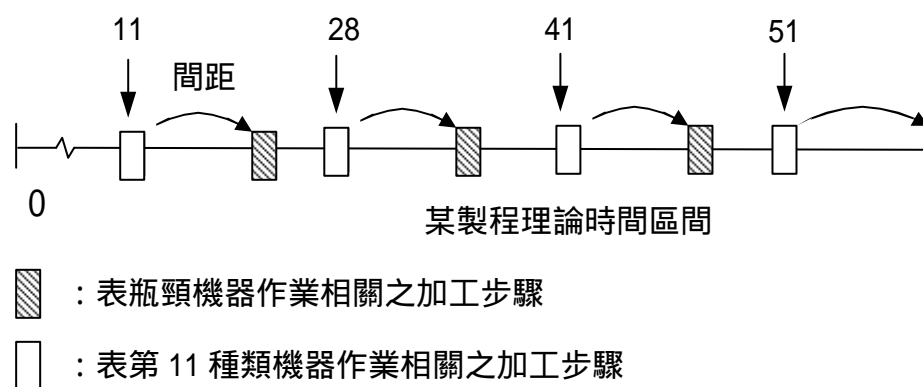 11 28 41 51
間距
0
某製程理論時間區間
：表瓶頸機器作業相關之加工步驟
：表第 11 種類機器作業相關之加工步驟